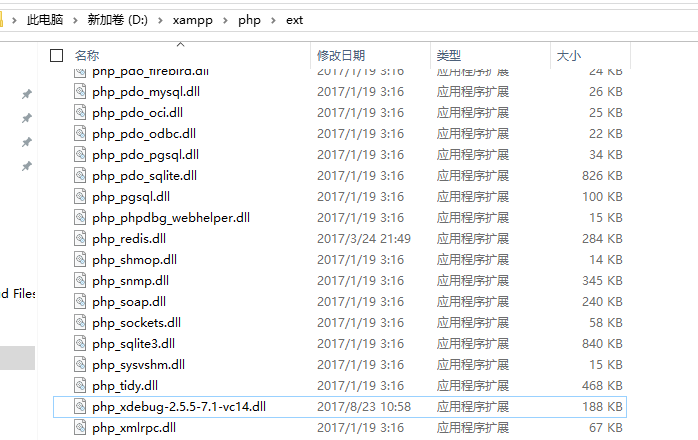 此电脑 > 新加卷 (D:) > xampp > php > ext
名称 修改日期 类型 大小
php_pdo_firebird.dll 2017/1/19 3:16 应用程序扩展 24 KB
php_pdo_mysql.dll 2017/1/19 3:16 应用程序扩展 26 KB
php_pdo_oci.dll 2017/1/19 3:16 应用程序扩展 25 KB
php_pdo_odbc.dll 2017/1/19 3:16 应用程序扩展 22 KB
php_pdo_pgsql.dll 2017/1/19 3:16 应用程序扩展 34 KB
php_pdo_sqlite.dll 2017/1/19 3:16 应用程序扩展 826 KB
php_pgsql.dll 2017/1/19 3:16 应用程序扩展 100 KB
php_phpdbg_webhelper.dll 2017/1/19 3:16 应用程序扩展 15 KB
php_redis.dll 2017/3/24 21:49 应用程序扩展 284 KB
php_shmop.dll 2017/1/19 3:16 应用程序扩展 14 KB
php_snmp.dll 2017/1/19 3:16 应用程序扩展 345 KB
ud Files
php_soap.dll 2017/1/19 3:16 应用程序扩展 240 KB
php_sockets.dll 2017/1/19 3:16 应用程序扩展 58 KB
php_sqlite3.dll 2017/1/19 3:16 应用程序扩展 840 KB
php_sysvshm.dll 2017/1/19 3:16 应用程序扩展 15 KB
php_tidy.dll 2017/1/19 3:16 应用程序扩展 468 KB
php_xdebug-2.5.5-7.1-vc14.dll 2017/8/23 10:58 应用程序扩展 188 KB
php_xmlrpc.dll 2017/1/19 3:16 应用程序扩展 67 KB